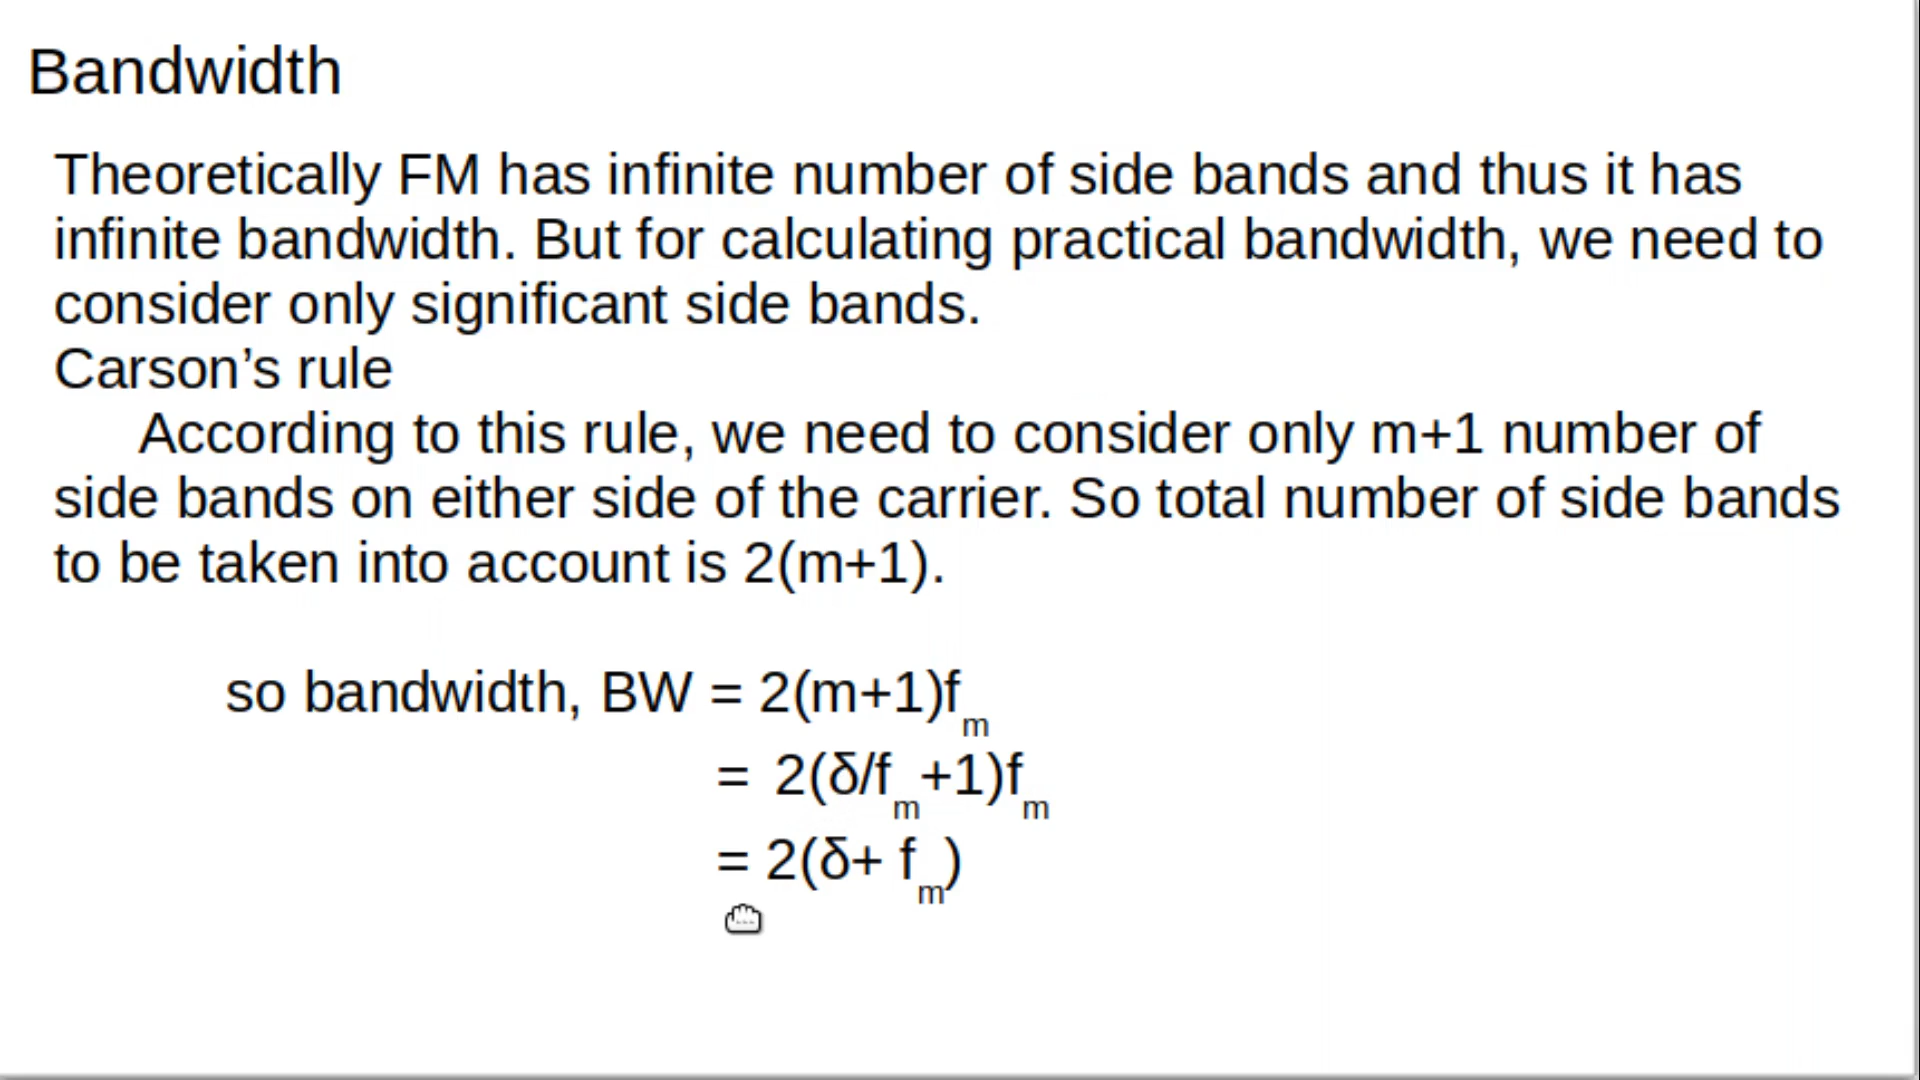 Bandwidth
Theoretically FM has infinite number of side bands and thus it has
infinite bandwidth. But for calculating practical bandwidth, we need to
consider only significant side bands.
Carson’s rule
According to this rule, we need to consider only m+1 number of
side bands on either side of the carrier. So total number of side bands
to be taken into account is 2(m+1).
so bandwidth, BW = 2(m+1)fₘ
= 2(δ/fₘ+1)fₘ
= 2(δ+ fₘ)